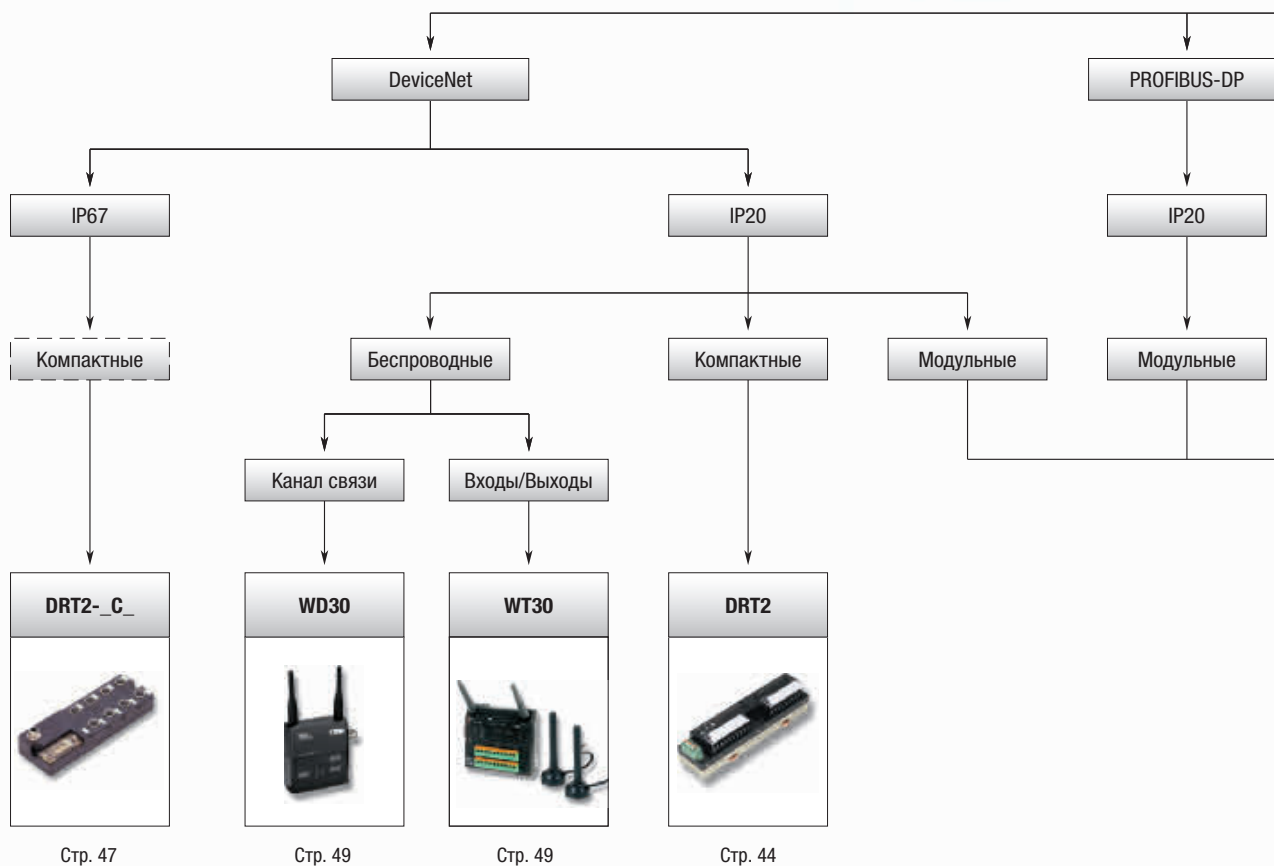 DeviceNet
PROFIBUS-DP
IP67
IP20
IP20
Компактные
Беспроводные
Компактные
Модульные
Модульные
Канал связи
Входы/Выходы
DRT2-_C_
WD30
WT30
DRT2
Стр. 47
Стр. 49
Стр. 49
Стр. 44